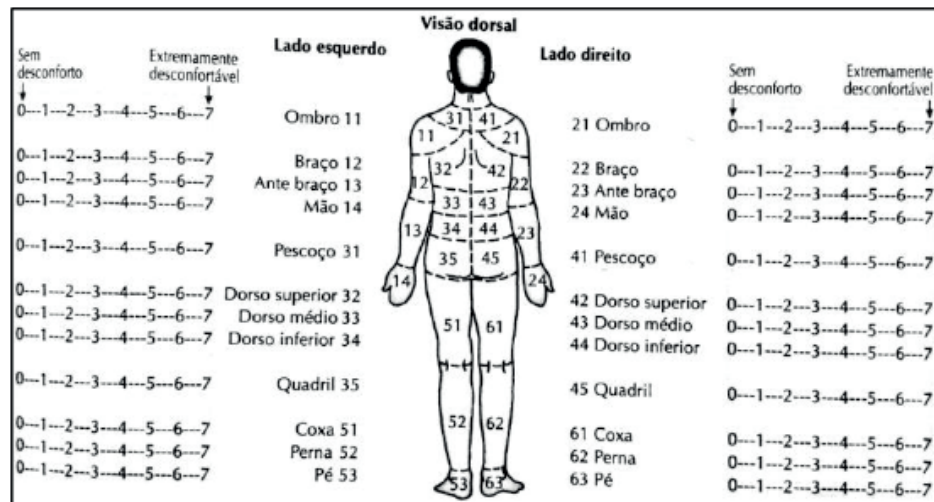 Visão dorsal
Lado esquerdo
Lado direito
Sem desconforto
Extremamente desconfortável
0---1---2---3---4---5---6---7
Ombro 11
0---1---2---3---4---5---6---7
Braço 12
0---1---2---3---4---5---6---7
Ante braço 13
0---1---2---3---4---5---6---7
Mão 14
0---1---2---3---4---5---6---7
Pescoço 31
0---1---2---3---4---5---6---7
Dorso superior 32
0---1---2---3---4---5---6---7
Dorso médio 33
0---1---2---3---4---5---6---7
Dorso inferior 34
0---1---2---3---4---5---6---7
Quadril 35
0---1---2---3---4---5---6---7
Coxa 51
0---1---2---3---4---5---6---7
Perna 52
0---1---2---3---4---5---6---7
Pé 53
31 41
11 21
32 42
12 22
33 43
13 34 44 23
35 45
14 24
51 61
52 62
53 63
Sem desconforto
Extremamente desconfortável
21 Ombro
0---1---2---3---4---5---6---7
22 Braço
0---1---2---3---4---5---6---7
23 Ante braço
0---1---2---3---4---5---6---7
24 Mão
0---1---2---3---4---5---6---7
41 Pescoço
0---1---2---3---4---5---6---7
42 Dorso superior
0---1---2---3---4---5---6---7
43 Dorso médio
0---1---2---3---4---5---6---7
44 Dorso inferior
0---1---2---3---4---5---6---7
45 Quadril
0---1---2---3---4---5---6---7
61 Coxa
0---1---2---3---4---5---6---7
62 Perna
0---1---2---3---4---5---6---7
63 Pé
0---1---2---3---4---5---6---7